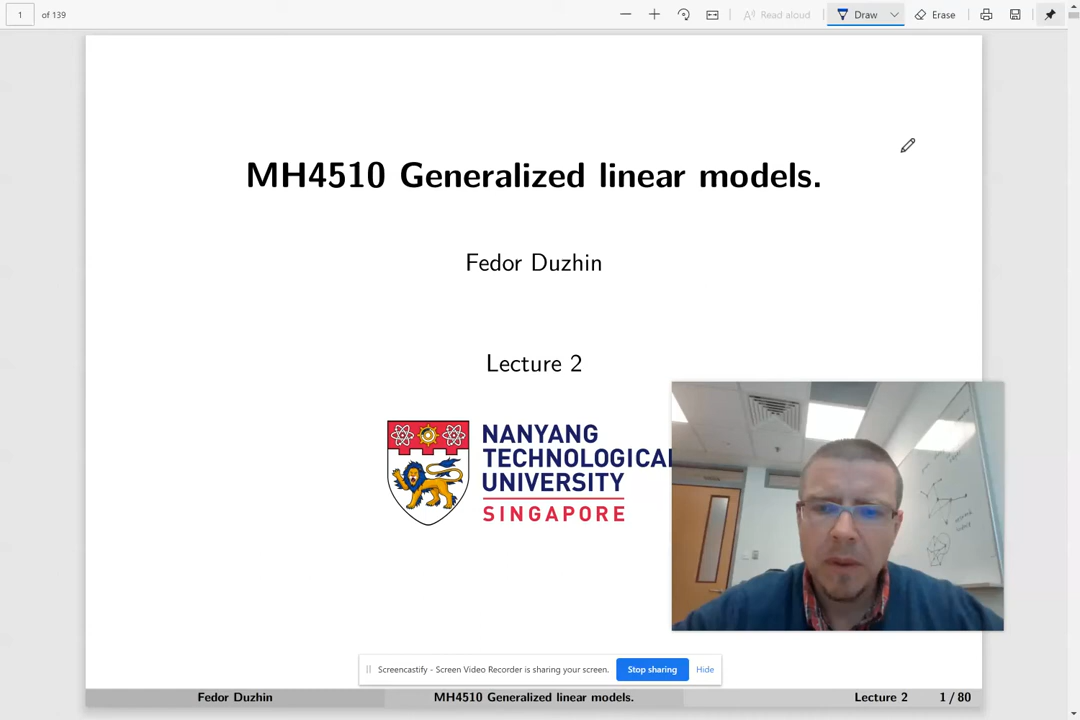 1 of 139
Read aloud
Draw
Erase
MH4510 Generalized linear models.
Fedor Duzhin
Lecture 2
NANYANG
TECHNOLOGICAL
UNIVERSITY
SINGAPORE
Screencastify - Screen Video Recorder is sharing your screen. Stop sharing Hide
Fedor Duzhin MH4510 Generalized linear models. Lecture 2 1 / 80